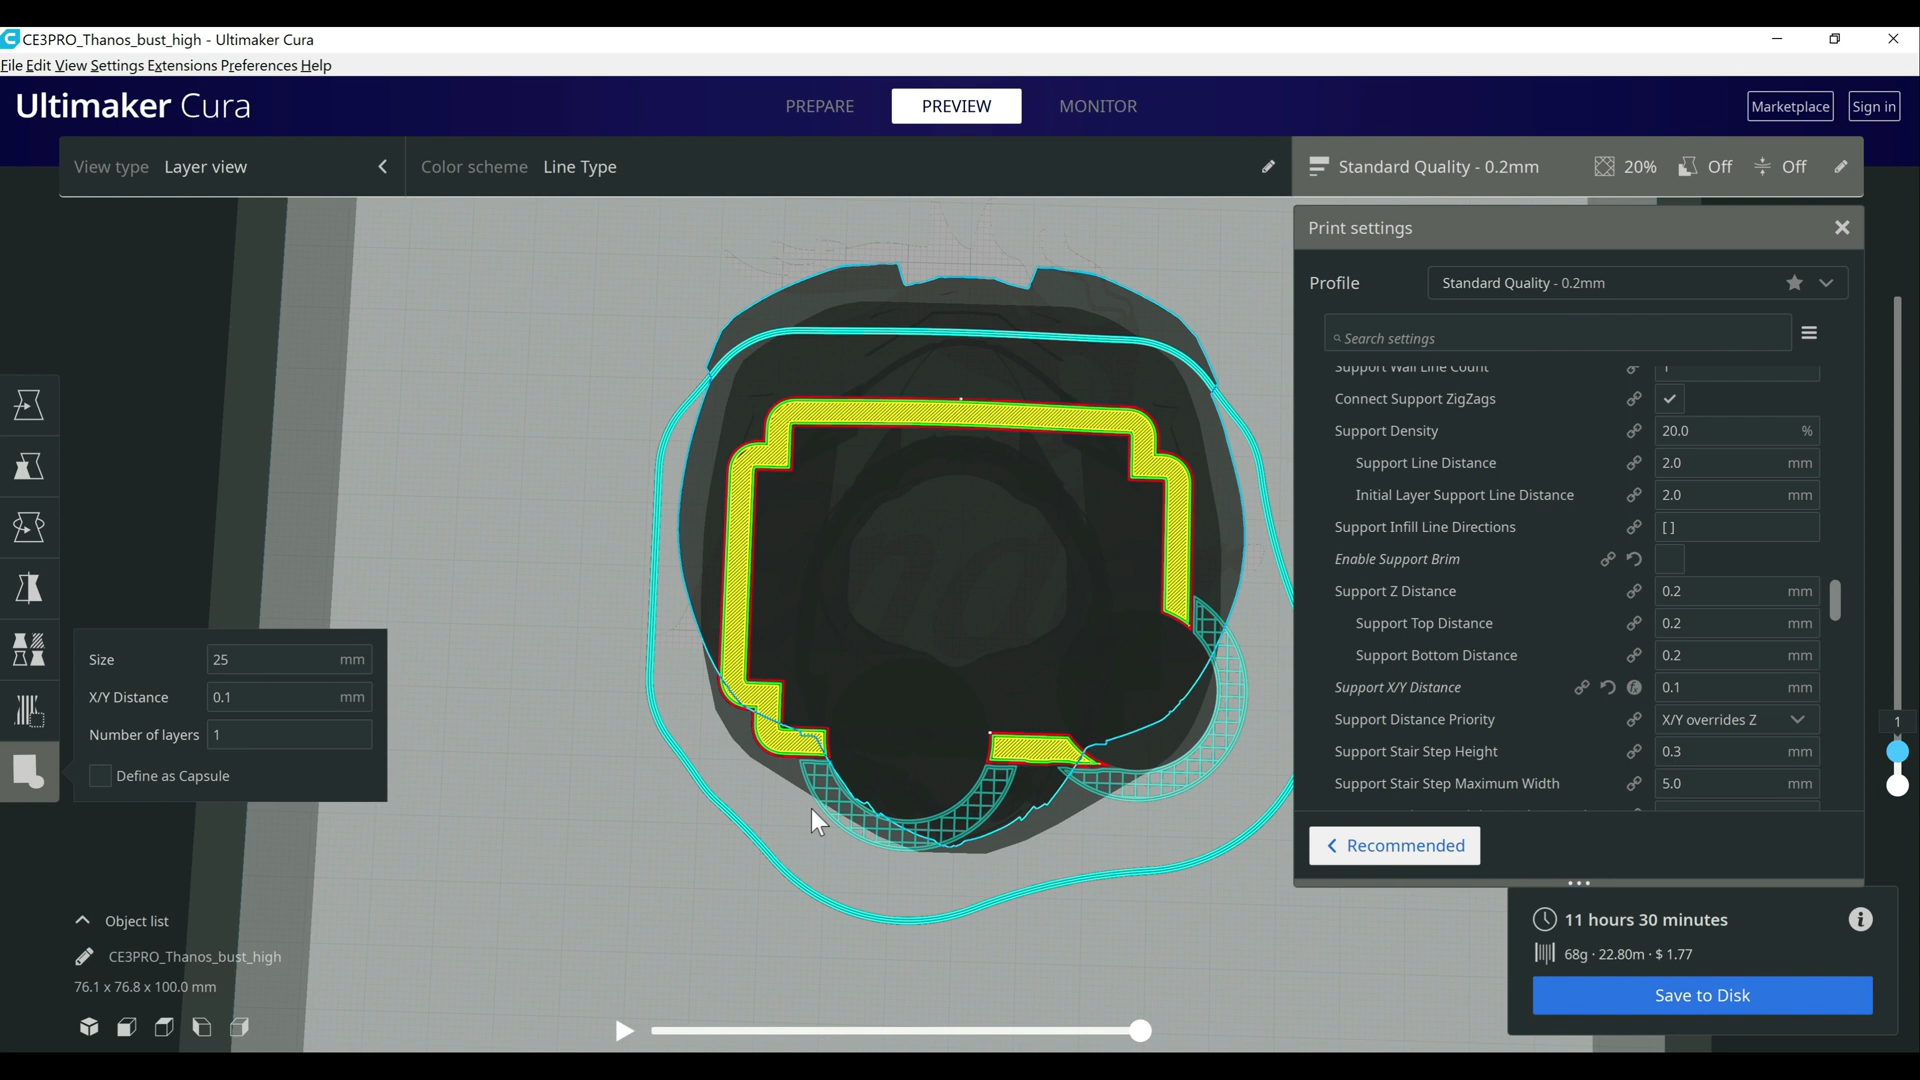 CE3PRO_Thanos_bust_high - Ultimaker Cura
File Edit View Settings Extensions Preferences Help
Ultimaker Cura
PREPARE
PREVIEW
MONITOR
Marketplace
Sign in
View type Layer view
Color scheme Line Type
Standard Quality - 0.2mm
20%
Off
Off
Print settings
Profile
Standard Quality - 0.2mm
Search settings
Support Wall Line Count 1
Connect Support ZigZags
Support Density 20.0 %
Support Line Distance 2.0 mm
Initial Layer Support Line Distance 2.0 mm
Support Infill Line Directions [ ]
Enable Support Brim
Support Z Distance 0.2 mm
Support Top Distance 0.2 mm
Support Bottom Distance 0.2 mm
Support X/Y Distance 0.1 mm
Support Distance Priority X/Y overrides Z
Support Stair Step Height 0.3 mm
Support Stair Step Maximum Width 5.0 mm
Recommended
1
Size 25 mm
X/Y Distance 0.1 mm
Number of layers 1
Define as Capsule
Object list
CE3PRO_Thanos_bust_high
76.1 x 76.8 x 100.0 mm
11 hours 30 minutes
68g · 22.80m · $ 1.77
Save to Disk